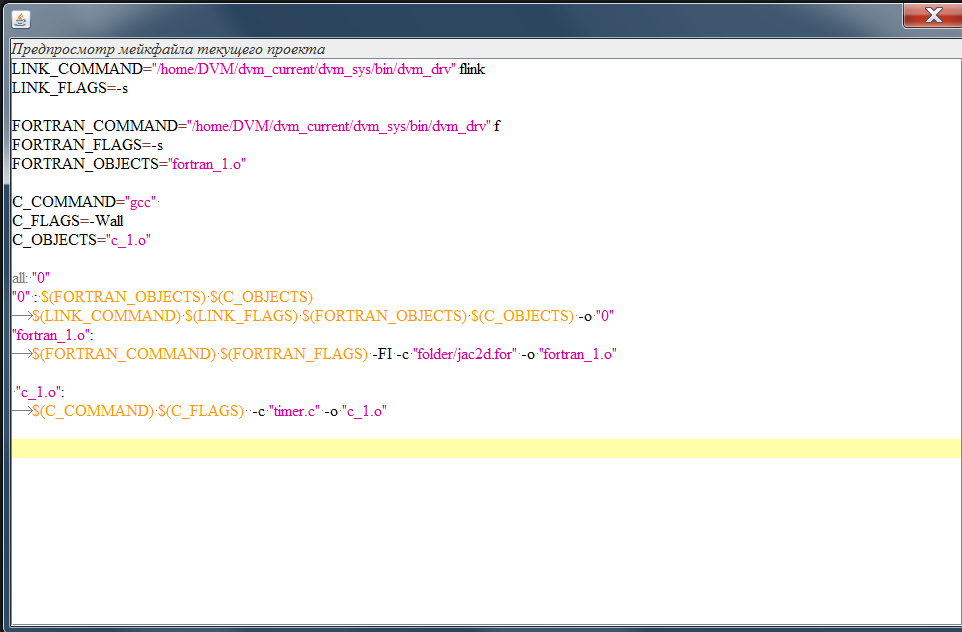 Предпросмотр мейкфайла текущего проекта
LINK_COMMAND="/home/DVM/dvm_current/dvm_sys/bin/dvm_drv" flink
LINK_FLAGS=-s
FORTRAN_COMMAND="/home/DVM/dvm_current/dvm_sys/bin/dvm_drv" f
FORTRAN_FLAGS=-s
FORTRAN_OBJECTS="fortran_1.o"
C_COMMAND="gcc"
C_FLAGS=-Wall
C_OBJECTS="c_1.o"
all: "0"
"0" : $(FORTRAN_OBJECTS) $(C_OBJECTS)
	$(LINK_COMMAND) $(LINK_FLAGS) $(FORTRAN_OBJECTS) $(C_OBJECTS) -o "0"
"fortran_1.o":
	$(FORTRAN_COMMAND) $(FORTRAN_FLAGS) -FI -c "folder/jac2d.for" -o "fortran_1.o"
 "c_1.o":
	$(C_COMMAND) $(C_FLAGS)  -c "timer.c" -o "c_1.o"